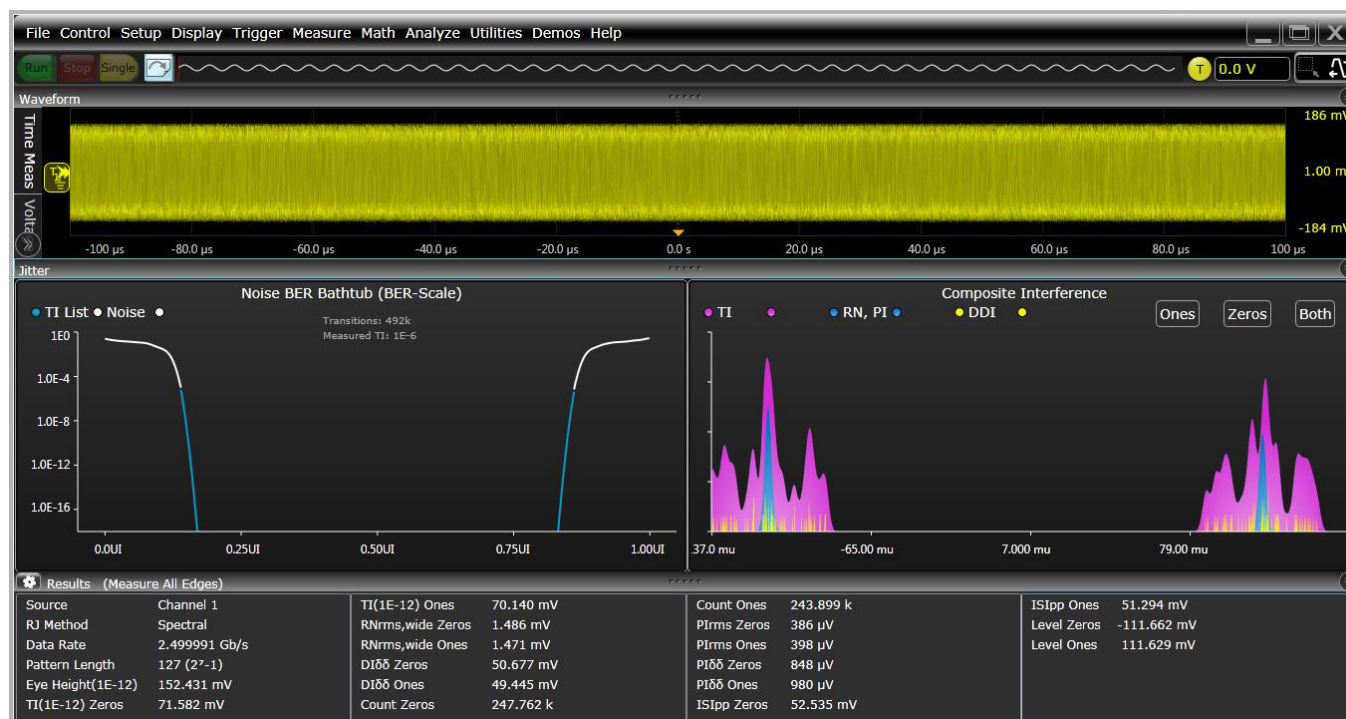 File Control Setup Display Trigger Measure Math Analyze Utilities Demos Help
Run Stop Single T 0.0 V
Waveform
Time Meas
Volta
186 mV
1.00 m
-184 mV
-100 µs -80.0 µs -60.0 µs -40.0 µs -20.0 µs 0.0 s 20.0 µs 40.0 µs 60.0 µs 80.0 µs 100 µs
Jitter
Noise BER Bathtub (BER-Scale)
TI List Noise
Transitions: 492k
Measured TI: 1E-6
1E0
1.0E-4
1.0E-8
1.0E-12
1.0E-16
0.0UI 0.25UI 0.50UI 0.75UI 1.00UI
Composite Interference
TI RN, PI DDI
Ones Zeros Both
.37.0 mu -65.00 mu 7.000 mu 79.00 mu
Results (Measure All Edges)
Source Channel 1
RJ Method Spectral
Data Rate 2.499991 Gb/s
Pattern Length 127 (2⁷-1)
Eye Height(1E-12) 152.431 mV
TI(1E-12) Zeros 71.582 mV
TI(1E-12) Ones 70.140 mV
RNrms,wide Zeros 1.486 mV
RNrms,wide Ones 1.471 mV
DIδδ Zeros 50.677 mV
DIδδ Ones 49.445 mV
Count Zeros 247.762 k
Count Ones 243.899 k
PIrms Zeros 386 µV
PIrms Ones 398 µV
PIδδ Zeros 848 µV
PIδδ Ones 980 µV
ISIpp Zeros 52.535 mV
ISIpp Ones 51.294 mV
Level Zeros -111.662 mV
Level Ones 111.629 mV